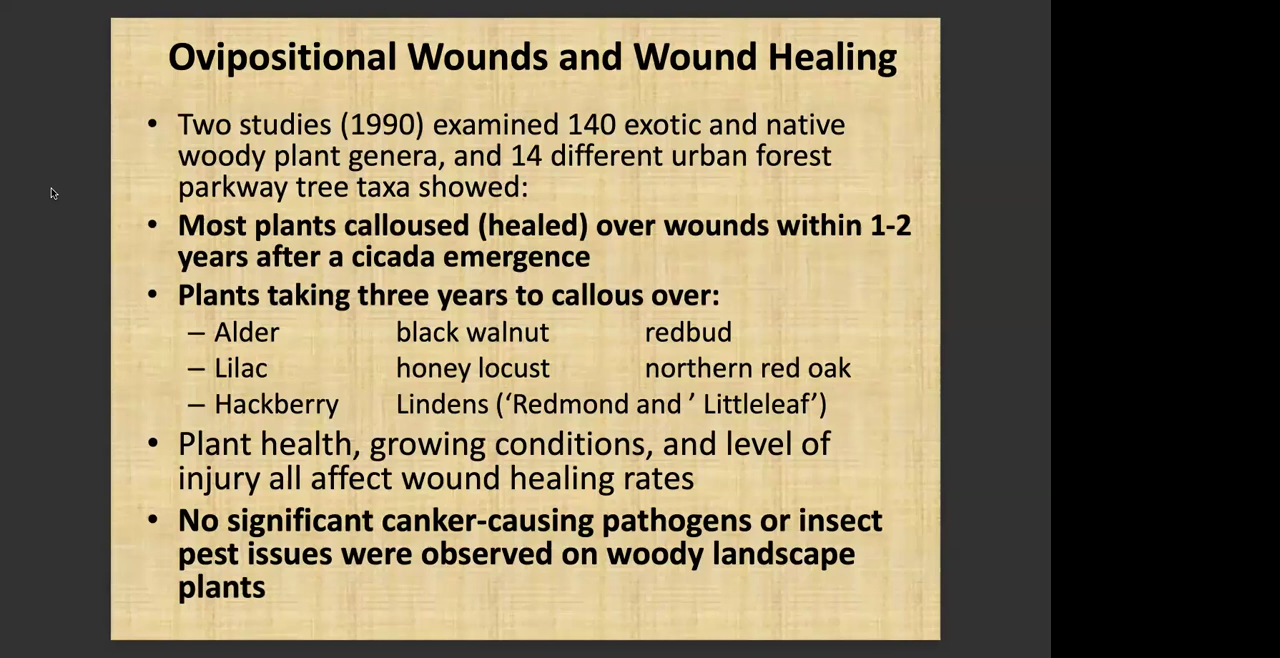 Ovipositional Wounds and Wound Healing
• Two studies (1990) examined 140 exotic and native
woody plant genera, and 14 different urban forest
parkway tree taxa showed:
• Most plants calloused (healed) over wounds within 1-2
years after a cicada emergence
• Plants taking three years to callous over:
– Alder black walnut redbud
– Lilac honey locust northern red oak
– Hackberry Lindens (‘Redmond and ’ Littleleaf’)
• Plant health, growing conditions, and level of
injury all affect wound healing rates
• No significant canker-causing pathogens or insect
pest issues were observed on woody landscape
plants